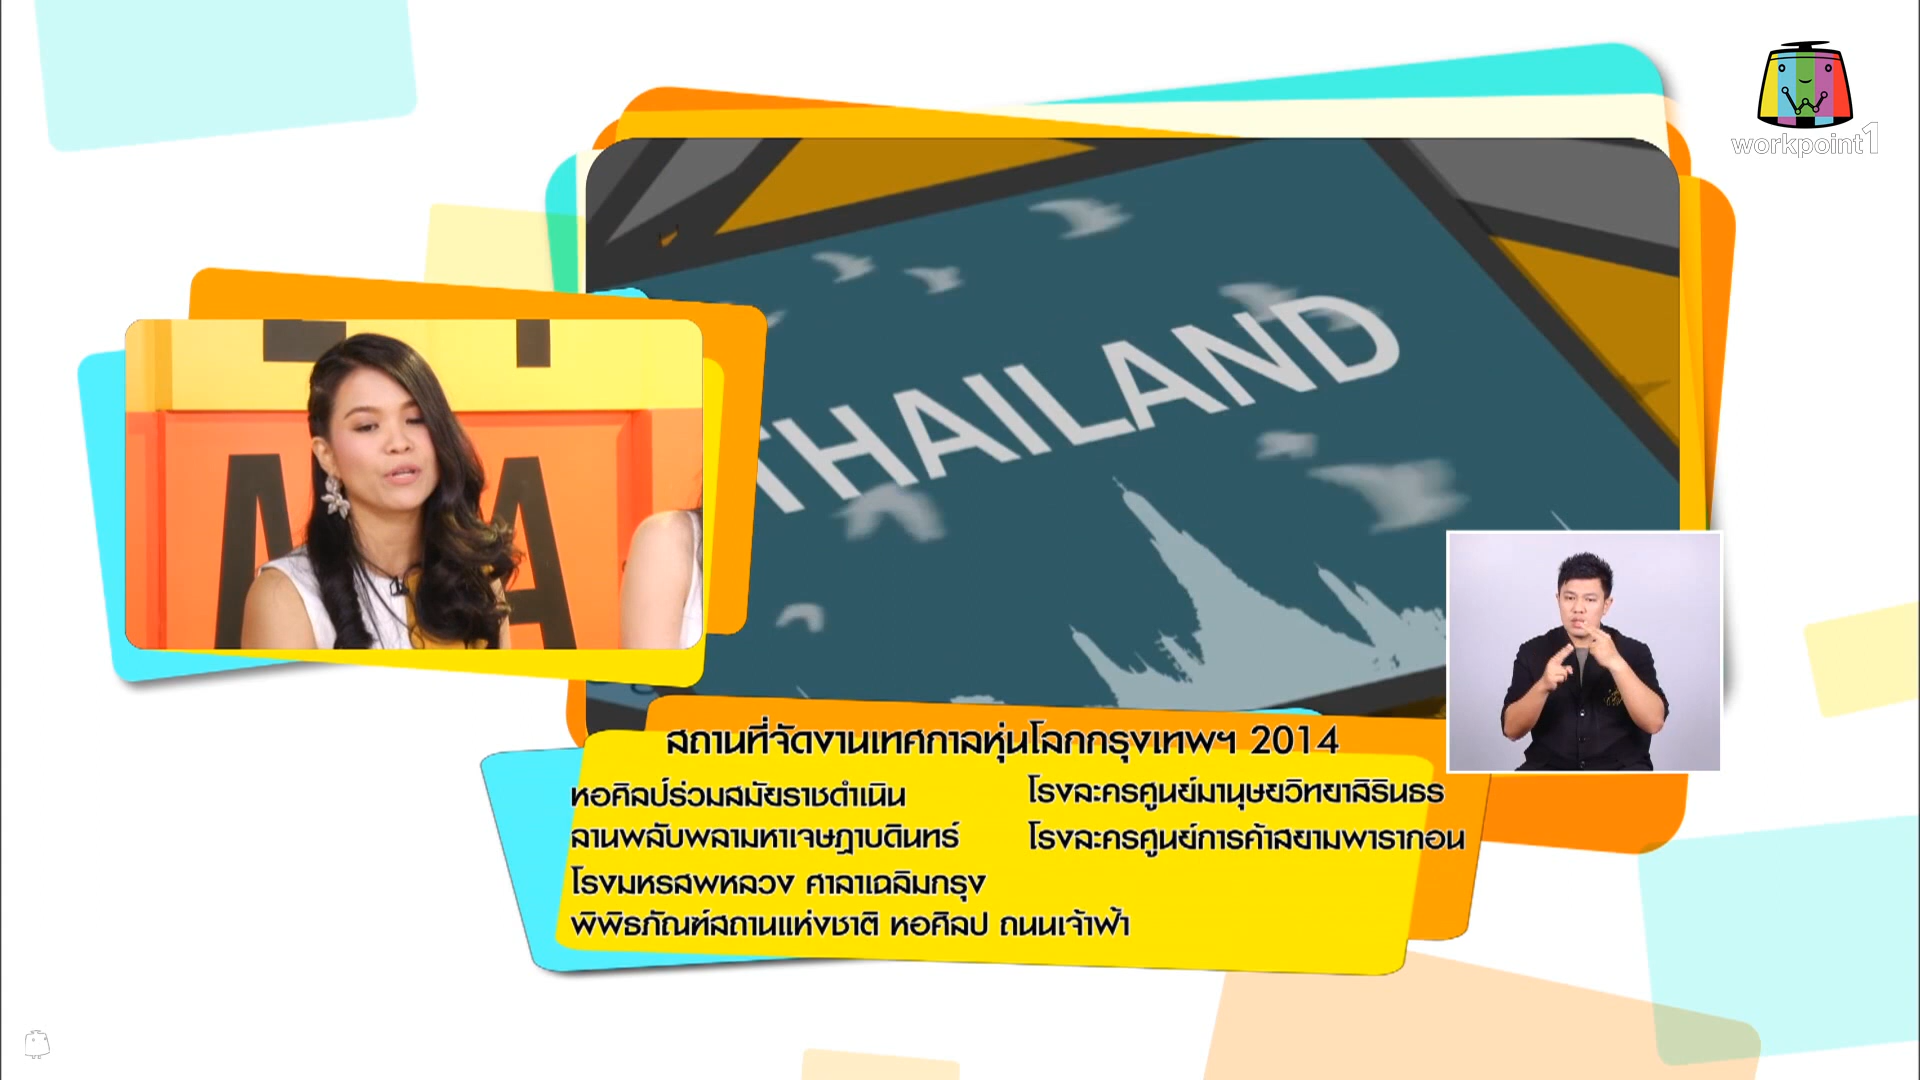 workpoint1
THAILAND
สถานที่จัดงานเทศกาลหุ่นโลกกรุงเทพฯ 2014
หอศิลป์ร่วมสมัยราชดำเนิน
โรงละครศูนย์มานุษยวิทยาสิรินธร
ลานพลับพลามหาเจษฎาบดินทร์
โรงละครศูนย์การค้าสยามพารากอน
โรงมหรสพหลวง ศาลาเฉลิมกรุง
พิพิธภัณฑ์สถานแห่งชาติ หอศิลป ถนนเจ้าฟ้า